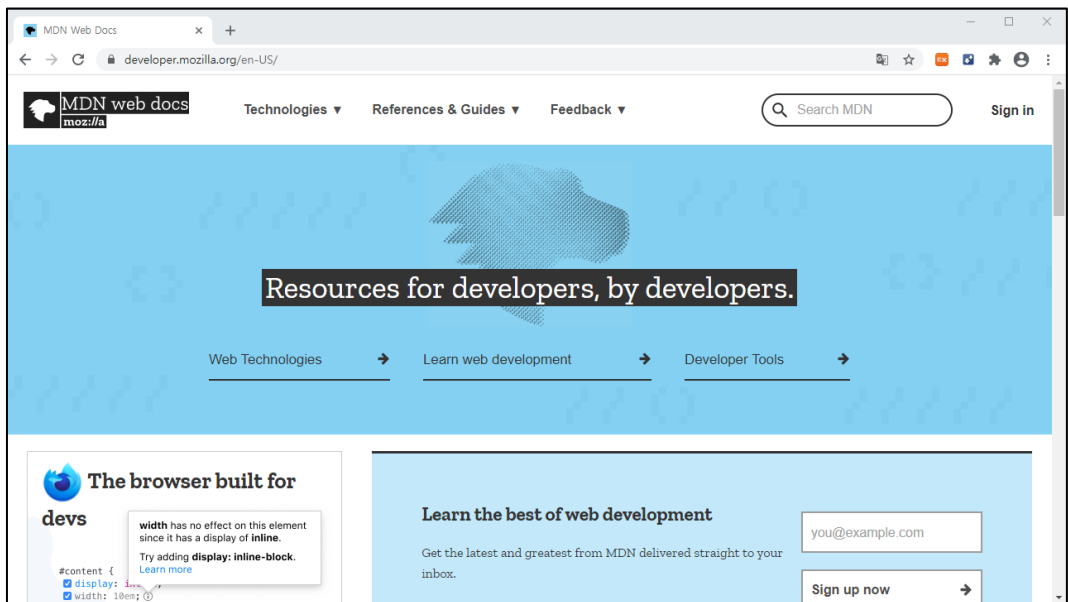 MDN Web Docs
developer.mozilla.org/en-US/
MDN web docs
moz://a
Technologies ▼
References & Guides ▼
Feedback ▼
Search MDN
Sign in
Resources for developers, by developers.
Web Technologies
Learn web development
Developer Tools
The browser built for
devs
width has no effect on this element
since it has a display of inline.
Try adding display: inline-block.
Learn more
#content {
display: in
width: 10em;
Learn the best of web development
Get the latest and greatest from MDN delivered straight to your
inbox.
you@example.com
Sign up now